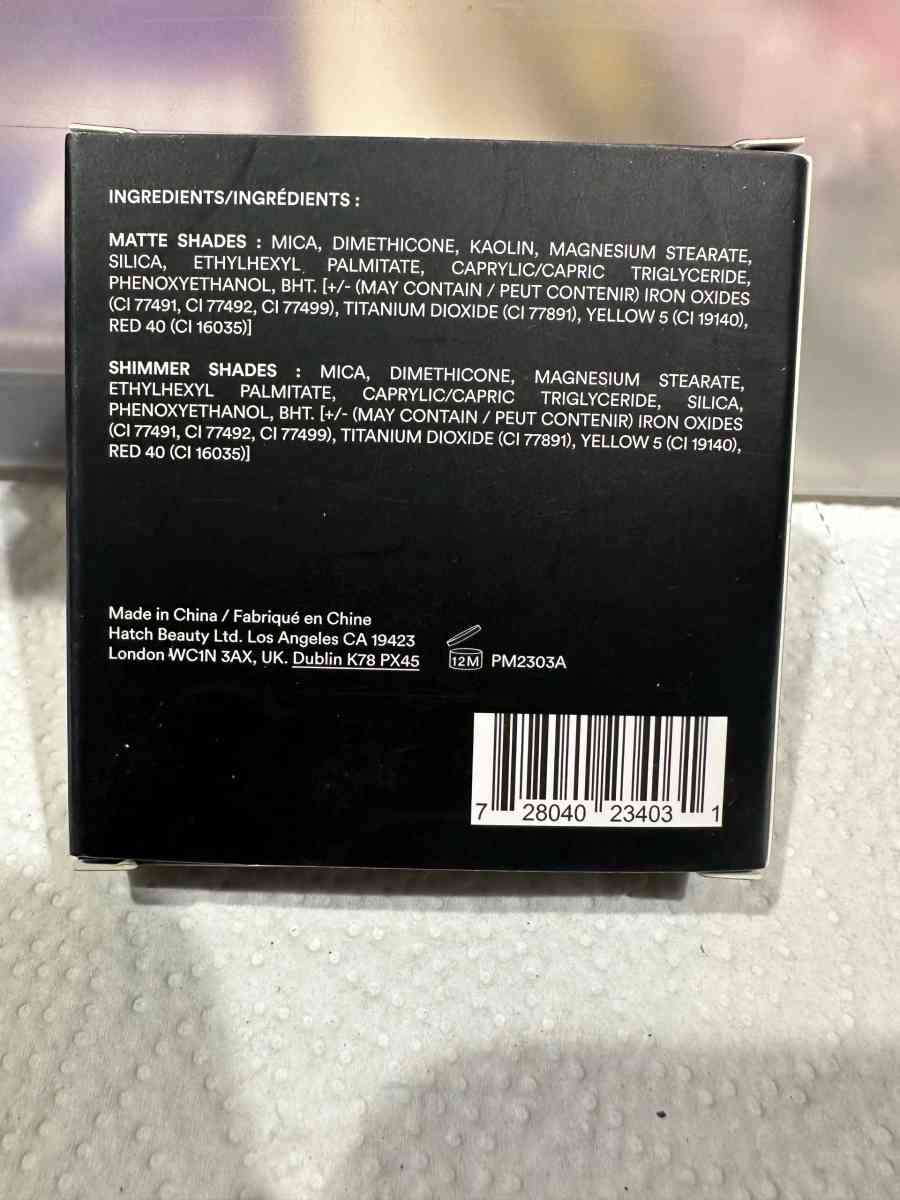 INGREDIENTS/INGRÉDIENTS :
MATTE SHADES : MICA, DIMETHICONE, KAOLIN, MAGNESIUM STEARATE,
SILICA, ETHYLHEXYL PALMITATE, CAPRYLIC/CAPRIC TRIGLYCERIDE,
PHENOXYETHANOL, BHT. [+/- (MAY CONTAIN / PEUT CONTENIR) IRON OXIDES
(CI 77491, CI 77492, CI 77499), TITANIUM DIOXIDE (CI 77891), YELLOW 5 (CI 19140),
RED 40 (CI 16035)]
SHIMMER SHADES : MICA, DIMETHICONE, MAGNESIUM STEARATE,
ETHYLHEXYL PALMITATE, CAPRYLIC/CAPRIC TRIGLYCERIDE, SILICA,
PHENOXYETHANOL, BHT. [+/- (MAY CONTAIN / PEUT CONTENIR) IRON OXIDES
(CI 77491, CI 77492, CI 77499), TITANIUM DIOXIDE (CI 77891), YELLOW 5 (CI 19140),
RED 40 (CI 16035)]
Made in China / Fabriqué en Chine
Hatch Beauty Ltd. Los Angeles CA 19423
London WC1N 3AX, UK. Dublin K78 PX45
12M PM2303A
7 28040 23403 1